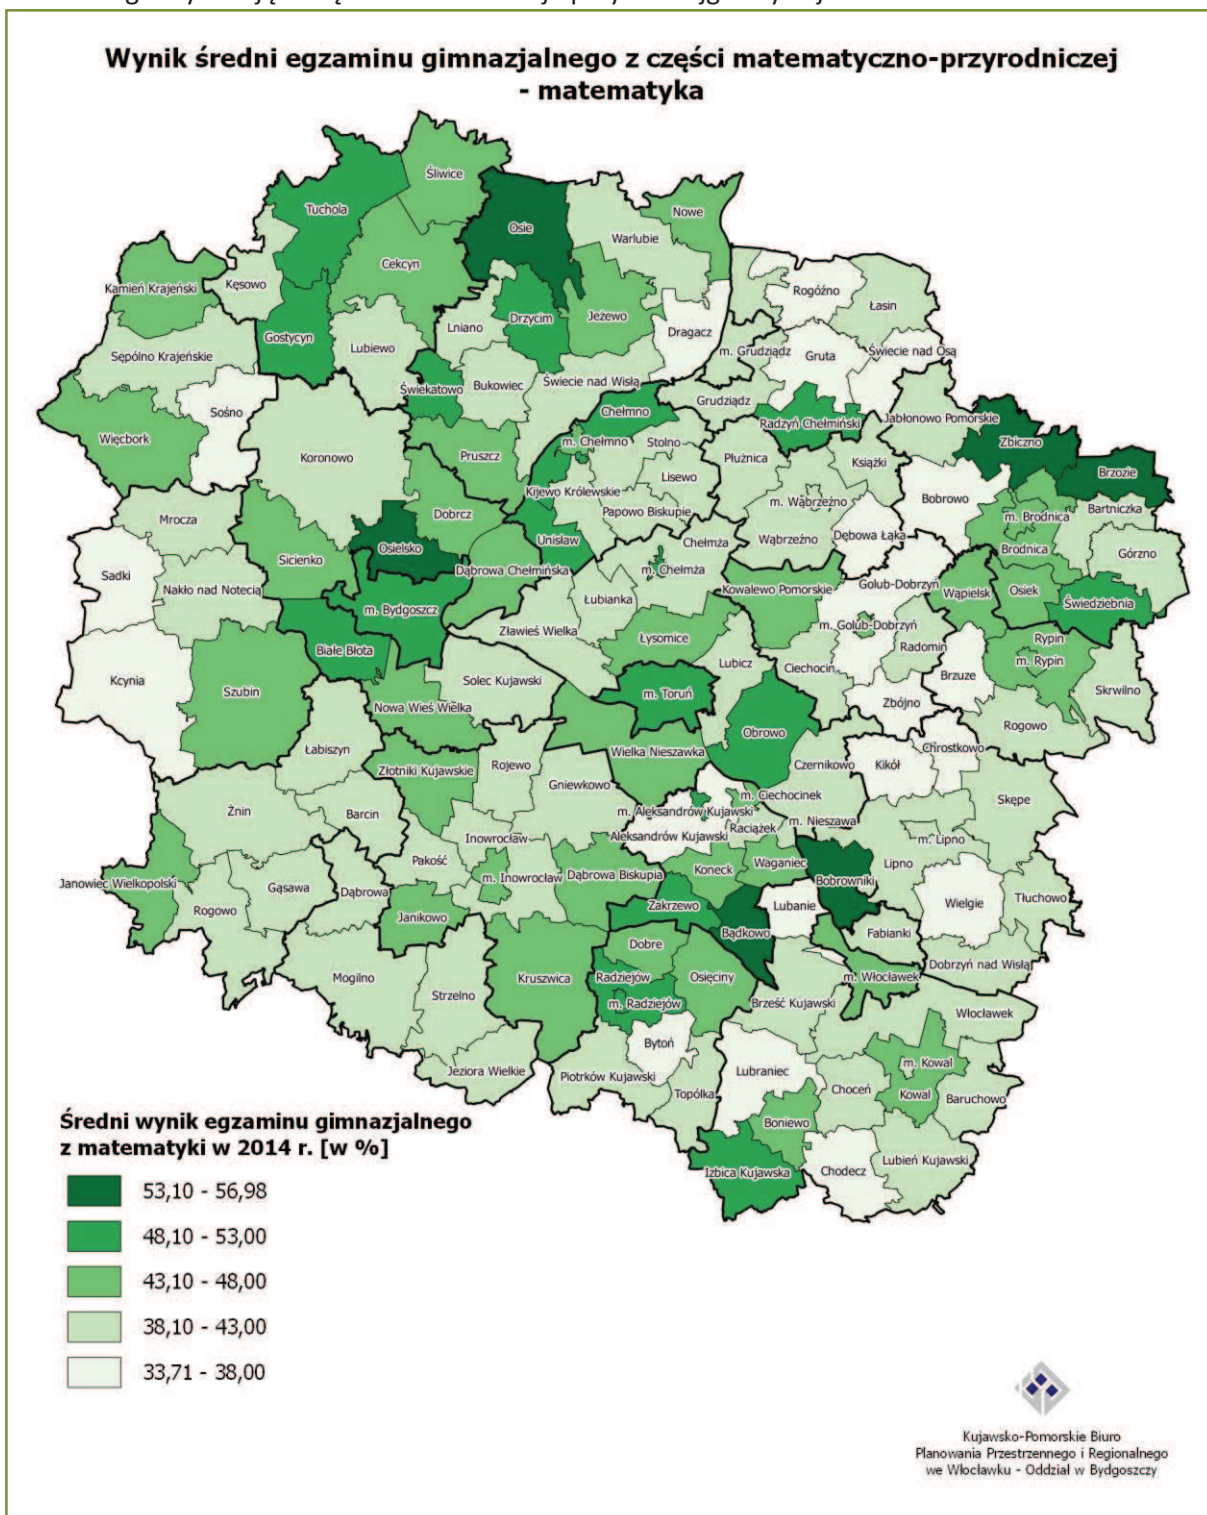 Wynik średni egzaminu gimnazjalnego z części matematyczno-przyrodniczej
- matematyka
Śliwice
Tuchola
Osie
Nowe
Warlubie
Cekcyn
Kęsowo
Kamień Krajeński
Rogóźno
Łasin
Drzycim
Jeżewo
Lniano
Dragacz
Gostycyn
Lubiewo
Sępólno Krajeńskie
m. Grudziądz
Gruta
Świecie nad Osą
Świecie nad Wisłą
Bukowiec
Świekatowo
Grudziądz
Sośno
Chełmno
Radzyń Chełmiński
Jabłonowo Pomorskie
Więcbork
m. Chełmno
Stolno
Zbiczno
Pruszcz
Koronowo
Płużnica
Książki
Brzozie
Lisewo
Kijewo Królewskie
m. Wąbrzeźno
Bobrowo
Bartniczka
Papowo Biskupie
Dobrcz
m. Brodnica
Mrocza
Dębowa Łąka
Unisław
Chełmża
Wąbrzeźno
Osielsko
Brodnica
Górzno
Sicienko
Sadki
Dąbrowa Chełmińska
m. Chełmża
Golub-Dobrzyń
Nakło nad Notecią
Kowalewo Pomorskie
Wąpielsk
Osiek
Łubianka
Świedziebnia
m. Bydgoszcz
m. Golub-Dobrzyń
Zławieś Wielka
Łysomice
Rypin
Radomin
Białe Błota
m. Rypin
Lubicz
Ciechocin
Brzuze
Kcynia
Solec Kujawski
Szubin
m. Toruń
Skrwilno
Zbójno
Nowa Wieś Wielka
Rogowo
Obrowo
Łabiszyn
Wielka Nieszawka
Chrostkowo
Kikół
Rojewo
Czernikowo
Złotniki Kujawskie
Gniewkowo
m. Ciechocinek
Skępe
Żnin
Barcin
m. Aleksandrów Kujawski
m. Nieszawa
Raciążek
Aleksandrów Kujawski
Inowrocław
m. Lipno
Pakość
Lipno
Waganiec
Koneck
Dąbrowa Biskupia
m. Inowrocław
Janowiec Wielkopolski
Bobrowniki
Gąsawa
Dąbrowa
Tłuchowo
Wielgie
Zakrzewo
Lubanie
Rogowo
Janikowo
Bądkowo
Fabianki
Dobre
Dobrzyń nad Wisłą
Mogilno
Kruszwica
Radziejów
Osięciny
m. Włocławek
Strzelno
m. Radziejów
Brześć Kujawski
Włocławek
Bytoń
m. Kowal
Lubraniec
Jeziora Wielkie
Piotrków Kujawski
Choceń
Topólka
Kowal
Baruchowo
Boniewo
Lubień Kujawski
Izbica Kujawska
Chodecz
Średni wynik egzaminu gimnazjalnego
z matematyki w 2014 r. [w %]
53,10 - 56,98
48,10 - 53,00
43,10 - 48,00
38,10 - 43,00
33,71 - 38,00
Kujawsko-Pomorskie Biuro
Planowania Przestrzennego i Regionalnego
we Włocławku - Oddział w Bydgoszczy